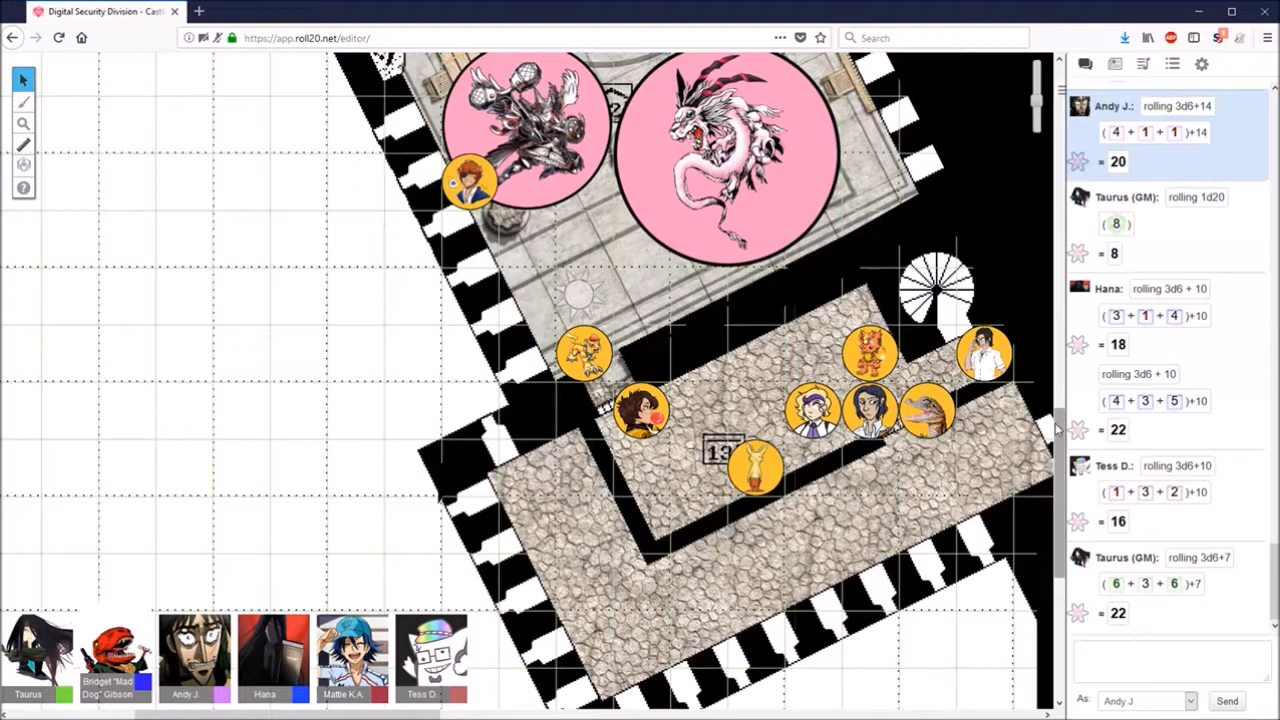 Digital Security Division - Cast
https://app.roll20.net/editor/
Search
Andy J.: rolling 3d6+14
( 4 + 1 + 1 )+14
= 20
Taurus (GM): rolling 1d20
( 8 )
= 8
Hana: rolling 3d6 + 10
( 3 + 1 + 4 )+10
= 18
rolling 3d6 + 10
( 4 + 3 + 5 )+10
= 22
Tess D.: rolling 3d6+10
( 1 + 3 + 2 )+10
= 16
Taurus (GM): rolling 3d6+7
( 6 + 3 + 6 )+7
= 22
13
Taurus
Bridget "Mad
Dog" Gibson
Andy J.
Hana
Mattie K.A.
Tess D.
As: Andy J. Send